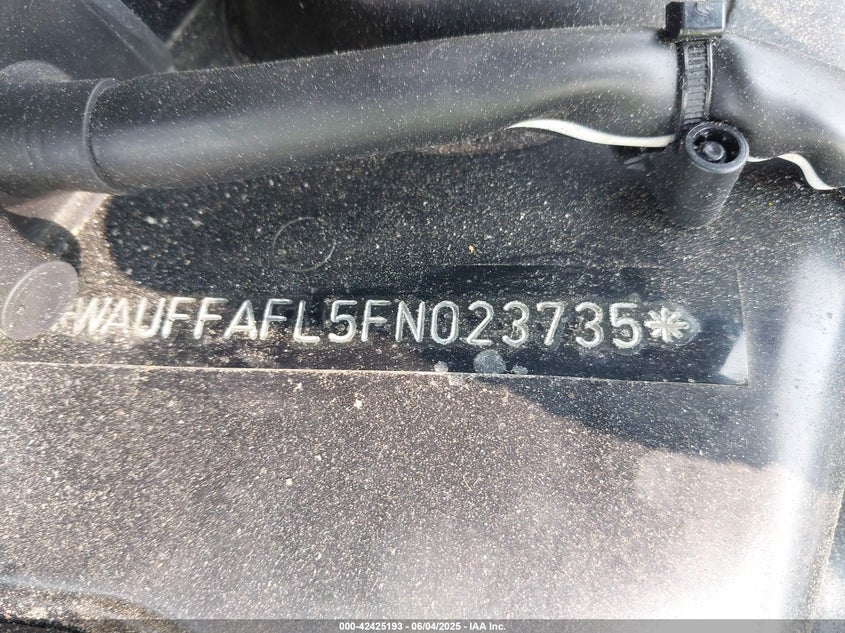 *WAUFFAFL5FN023735*
000-42425193 - 06/04/2025 - IAA Inc.